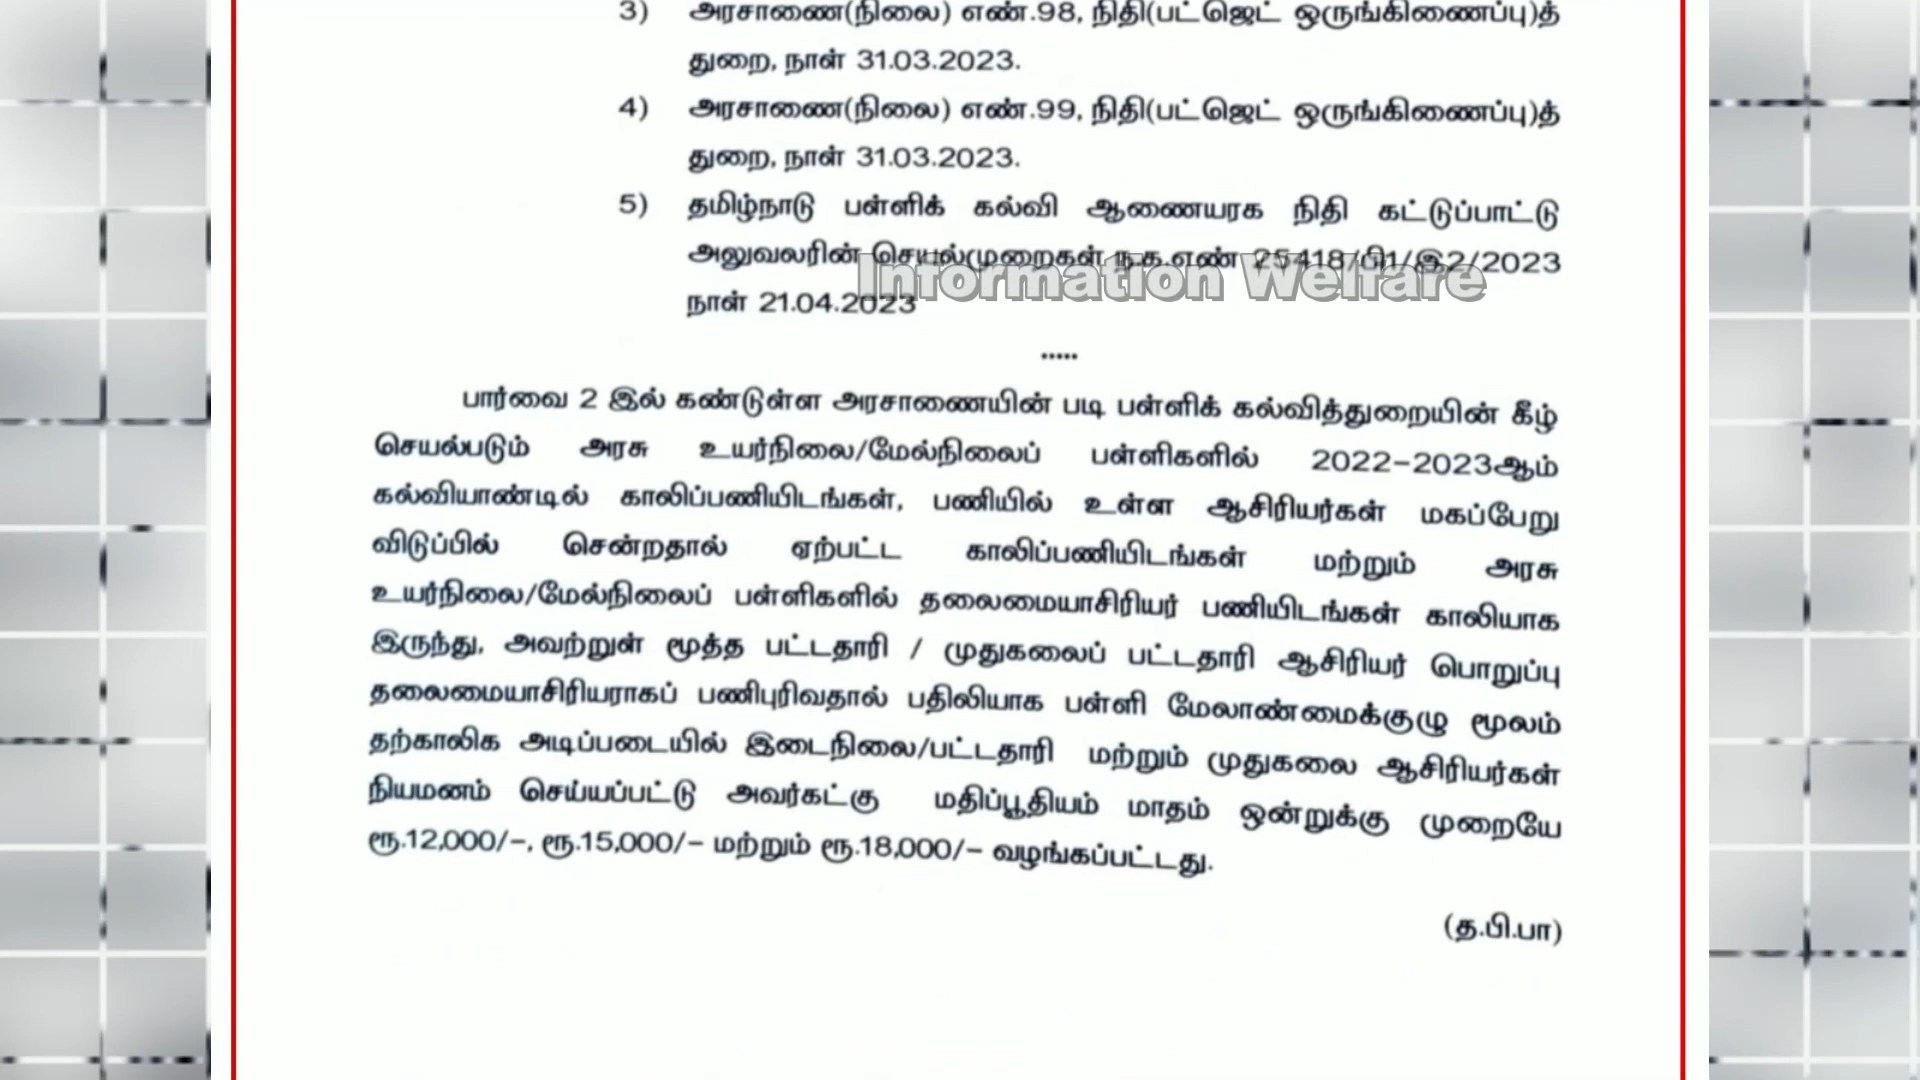 3) அரசாணை(நிலை) எண்.98, நிதி(பட்ஜெட் ஒருங்கிணைப்பு)த்
துறை, நாள் 31.03.2023.
4) அரசாணை(நிலை) எண்.99, நிதி(பட்ஜெட் ஒருங்கிணைப்பு)த்
துறை, நாள் 31.03.2023.
5) தமிழ்நாடு பள்ளிக் கல்வி ஆணையரக நிதி கட்டுப்பாட்டு
அலுவலரின் செயல்முறைகள் ந.க.எண் 25418/பி1/இ2/2023
Information Welfare
நாள் 21.04.2023
.....
பார்வை 2 இல் கண்டுள்ள அரசாணையின் படி பள்ளிக் கல்வித்துறையின் கீழ்
செயல்படும் அரசு உயர்நிலை/மேல்நிலைப் பள்ளிகளில் 2022–2023ஆம்
கல்வியாண்டில் காலிப்பணியிடங்கள், பணியில் உள்ள ஆசிரியர்கள் மகப்பேறு
விடுப்பில் சென்றதால் ஏற்பட்ட காலிப்பணியிடங்கள் மற்றும் அரசு
உயர்நிலை/மேல்நிலைப் பள்ளிகளில் தலைமையாசிரியர் பணியிடங்கள் காலியாக
இருந்து, அவற்றுள் மூத்த பட்டதாரி / முதுகலைப் பட்டதாரி ஆசிரியர் பொறுப்பு
தலைமையாசிரியராகப் பணிபுரிவதால் பதிலியாக பள்ளி மேலாண்மைக்குழு மூலம்
தற்காலிக அடிப்படையில் இடைநிலை/பட்டதாரி மற்றும் முதுகலை ஆசிரியர்கள்
நியமனம் செய்யப்பட்டு அவர்கட்கு மதிப்பூதியம் மாதம் ஒன்றுக்கு முறையே
ரூ.12,000/–, ரூ.15,000/– மற்றும் ரூ.18,000/– வழங்கப்பட்டது.
(த.பி.பா)